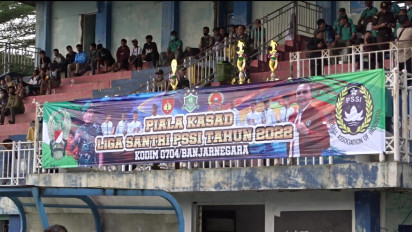 PIALA KASAD
LIGA SANTRI PSSI TAHUN 2022
KODIM 0704/BANJARNEGARA
PSSI